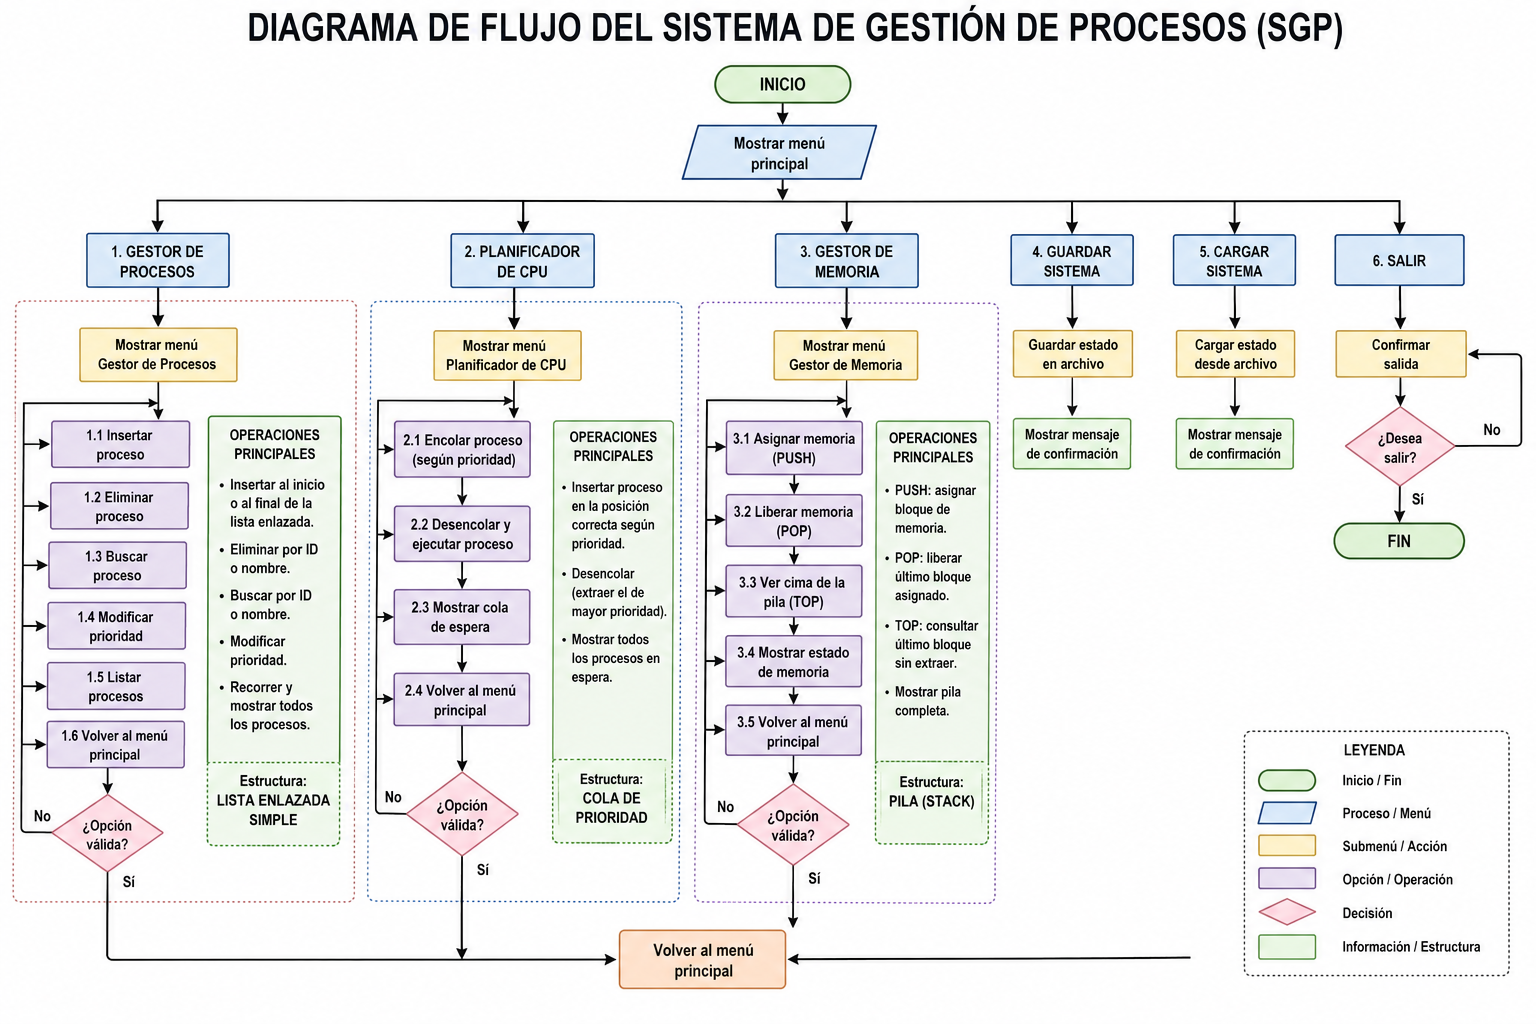 DIAGRAMA DE FLUJO DEL SISTEMA DE GESTIÓN DE PROCESOS (SGP)
INICIO
Mostrar menú
principal
1. GESTOR DE
PROCESOS
2. PLANIFICADOR
DE CPU
3. GESTOR DE
MEMORIA
4. GUARDAR
SISTEMA
5. CARGAR
SISTEMA
6. SALIR
Mostrar menú
Gestor de Procesos
1.1 Insertar
proceso
1.2 Eliminar
proceso
1.3 Buscar
proceso
1.4 Modificar
prioridad
1.5 Listar
procesos
1.6 Volver al menú
principal
¿Opción
válida?
No
Sí
OPERACIONES
PRINCIPALES
• Insertar al inicio
o al final de la
lista enlazada.
• Eliminar por ID
o nombre.
• Buscar por ID
o nombre.
• Modificar
prioridad.
• Recorrer y
mostrar todos
los procesos.
Estructura:
LISTA ENLAZADA
SIMPLE
Mostrar menú
Planificador de CPU
2.1 Encolar proceso
(según prioridad)
2.2 Desencolar y
ejecutar proceso
2.3 Mostrar cola
de espera
2.4 Volver al menú
principal
¿Opción
válida?
No
Sí
OPERACIONES
PRINCIPALES
• Insertar proceso
en la posición
correcta según
prioridad.
• Desencolar
(extraer el de
mayor prioridad).
• Mostrar todos
los procesos en
espera.
Estructura:
COLA DE
PRIORIDAD
Mostrar menú
Gestor de Memoria
3.1 Asignar memoria
(PUSH)
3.2 Liberar memoria
(POP)
3.3 Ver cima de la
pila (TOP)
3.4 Mostrar estado
de memoria
3.5 Volver al menú
principal
¿Opción
válida?
No
Sí
OPERACIONES
PRINCIPALES
• PUSH: asignar
bloque de
memoria.
• POP: liberar
último bloque
asignado.
• TOP: consultar
último bloque
sin extraer.
• Mostrar pila
completa.
Estructura:
PILA (STACK)
Guardar estado
en archivo
Mostrar mensaje
de confirmación
Cargar estado
desde archivo
Mostrar mensaje
de confirmación
Confirmar
salida
¿Desea
salir?
No
Sí
FIN
Volver al menú
principal
LEYENDA
Inicio / Fin
Proceso / Menú
Submenú / Acción
Opción / Operación
Decisión
Información / Estructura